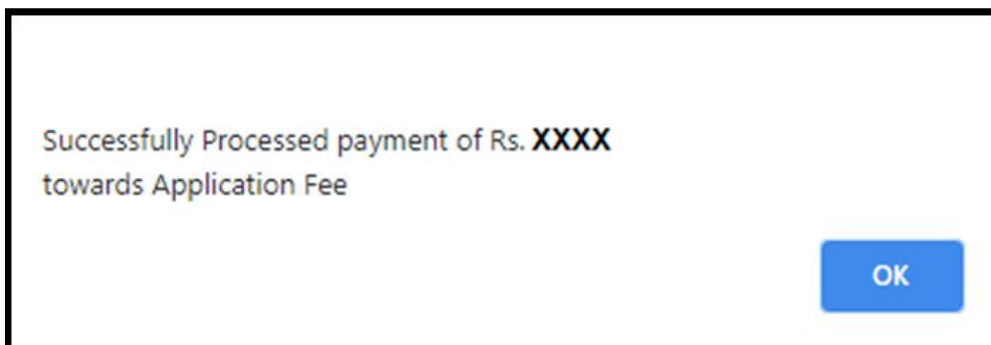 Successfully Processed payment of Rs. XXXX
towards Application Fee
OK